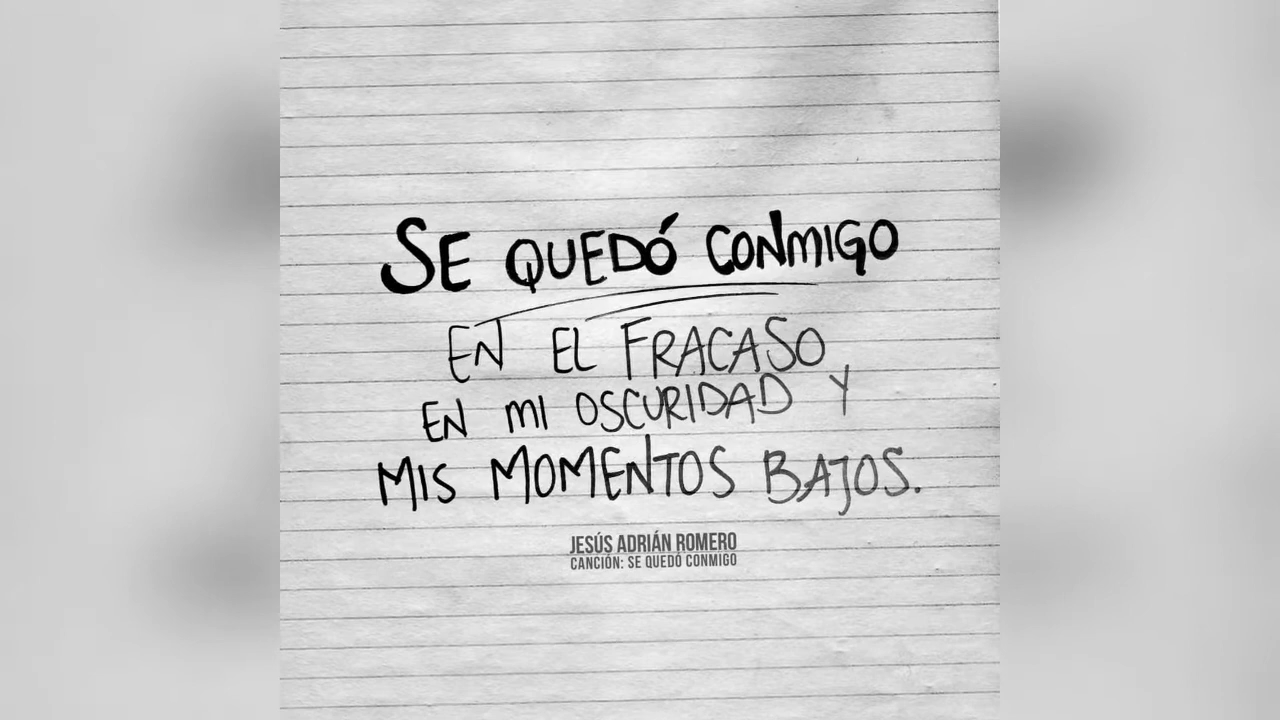 SE QUEDÓ CONMIGO
EN EL FRACASO
EN MI OSCURIDAD Y
MIS MOMENTOS BAJOS.
JESÚS ADRIÁN ROMERO
CANCIÓN: SE QUEDÓ CONMIGO